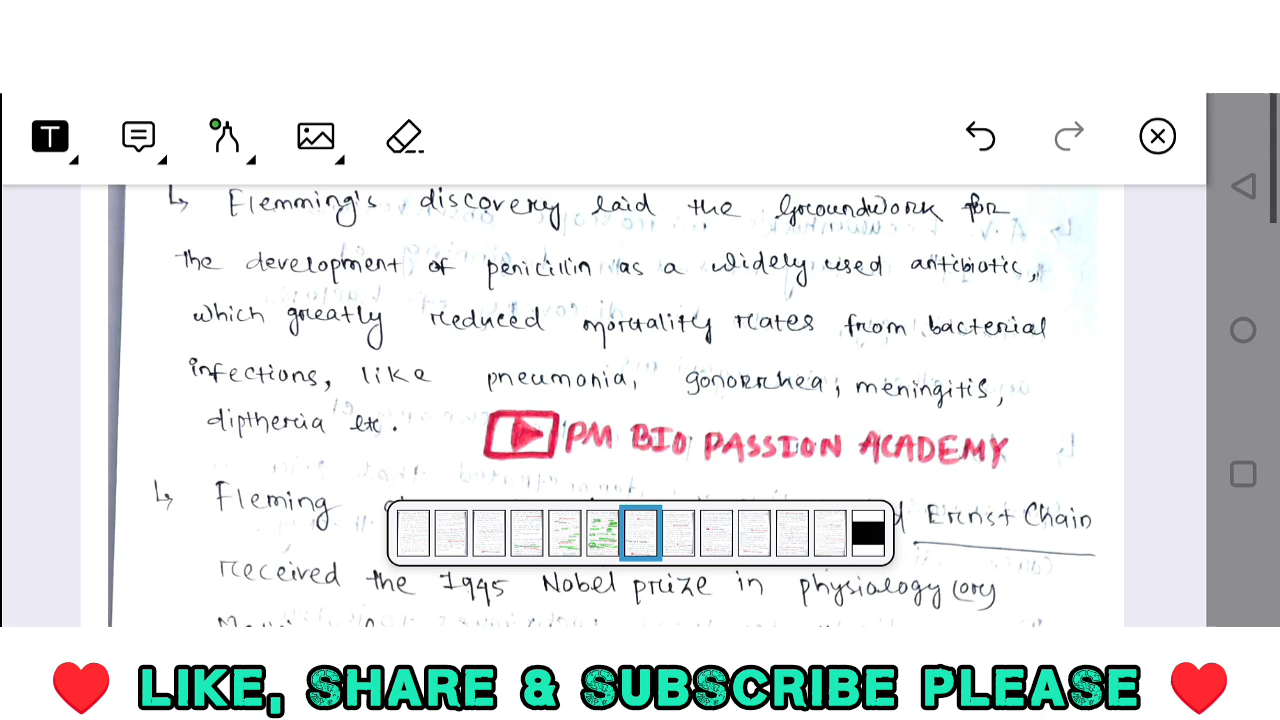 T
↳ Flemming's discovery laid the Groundwork for
the development of penicillin as a widely used antibiotic,
which greatly reduced mortality rates from bacterial
infections, like pneumonia, gonorrhea, meningitis,
diptheria etc.
PM BIO PASSION ACADEMY
↳ Fleming Ernst Chain
received the 1945 Nobel prize in physialogy (or)
LIKE, SHARE & SUBSCRIBE PLEASE